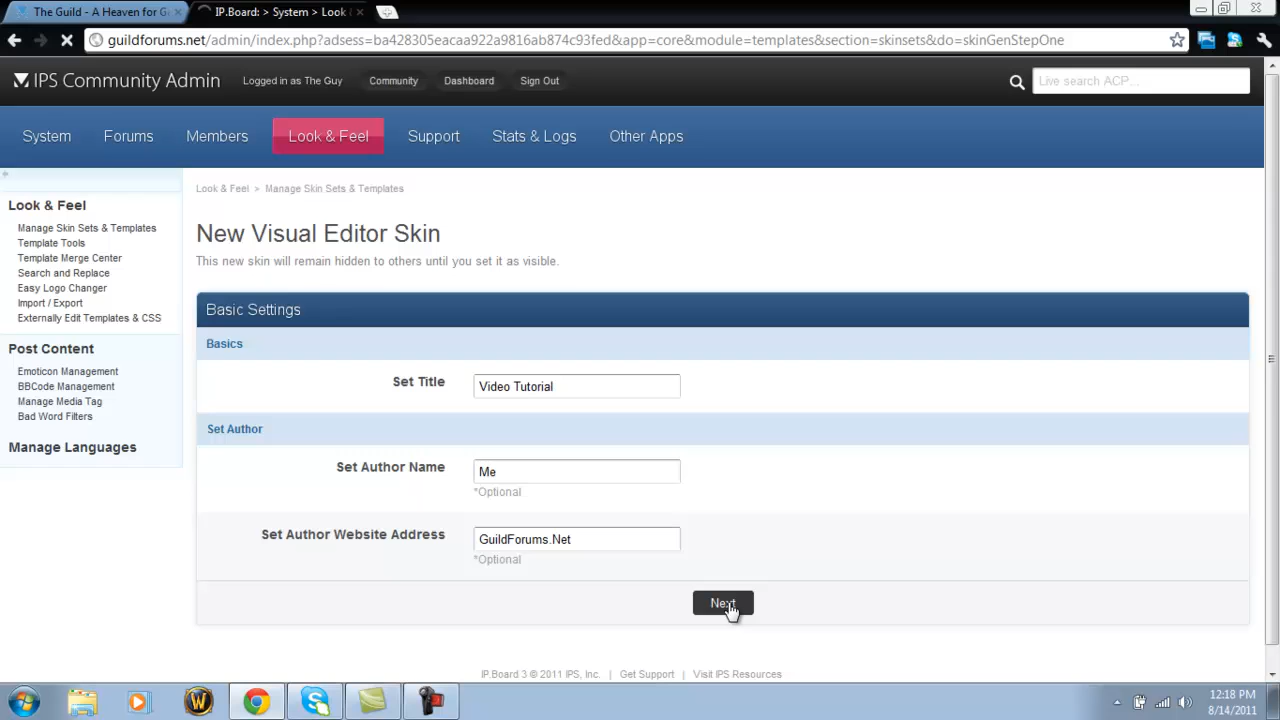 The Guild - A Heaven for G
IP.Board: > System > Look
guildforums.net/admin/index.php?adsess=ba428305eacaa922a9816ab874c93fed&app=core&module=templates&section=skinsets&do=skinGenStepOne
IPS Community Admin
Logged in as The Guy
Community
Dashboard
Sign Out
Live search ACP...
System
Forums
Members
Look & Feel
Support
Stats & Logs
Other Apps
Look & Feel > Manage Skin Sets & Templates
Look & Feel
Manage Skin Sets & Templates
Template Tools
Template Merge Center
Search and Replace
Easy Logo Changer
Import / Export
Externally Edit Templates & CSS
Post Content
Emoticon Management
BBCode Management
Manage Media Tag
Bad Word Filters
Manage Languages
New Visual Editor Skin
This new skin will remain hidden to others until you set it as visible.
Basic Settings
Basics
Set Title
Video Tutorial
Set Author
Set Author Name
Me
*Optional
Set Author Website Address
GuildForums.Net
*Optional
Next
IP.Board 3 © 2011 IPS, Inc. | Get Support | Visit IPS Resources
12:18 PM
8/14/2011